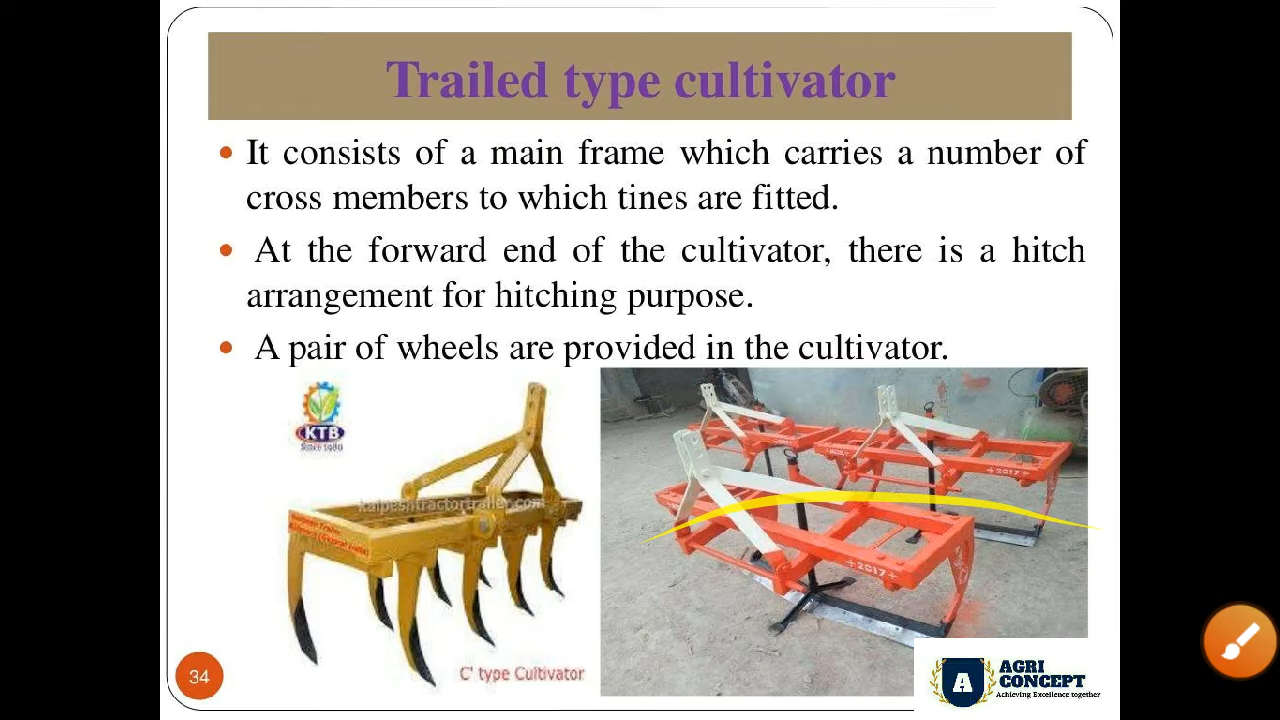 Trailed type cultivator
• It consists of a main frame which carries a number of
cross members to which tines are fitted.
• At the forward end of the cultivator, there is a hitch
arrangement for hitching purpose.
• A pair of wheels are provided in the cultivator.
KTB
Since 1980
kalpeshtractortrailer.com
+2017+
+2017+
C' type Cultivator
34
A
AGRI
CONCEPT
Achieving Excellence together